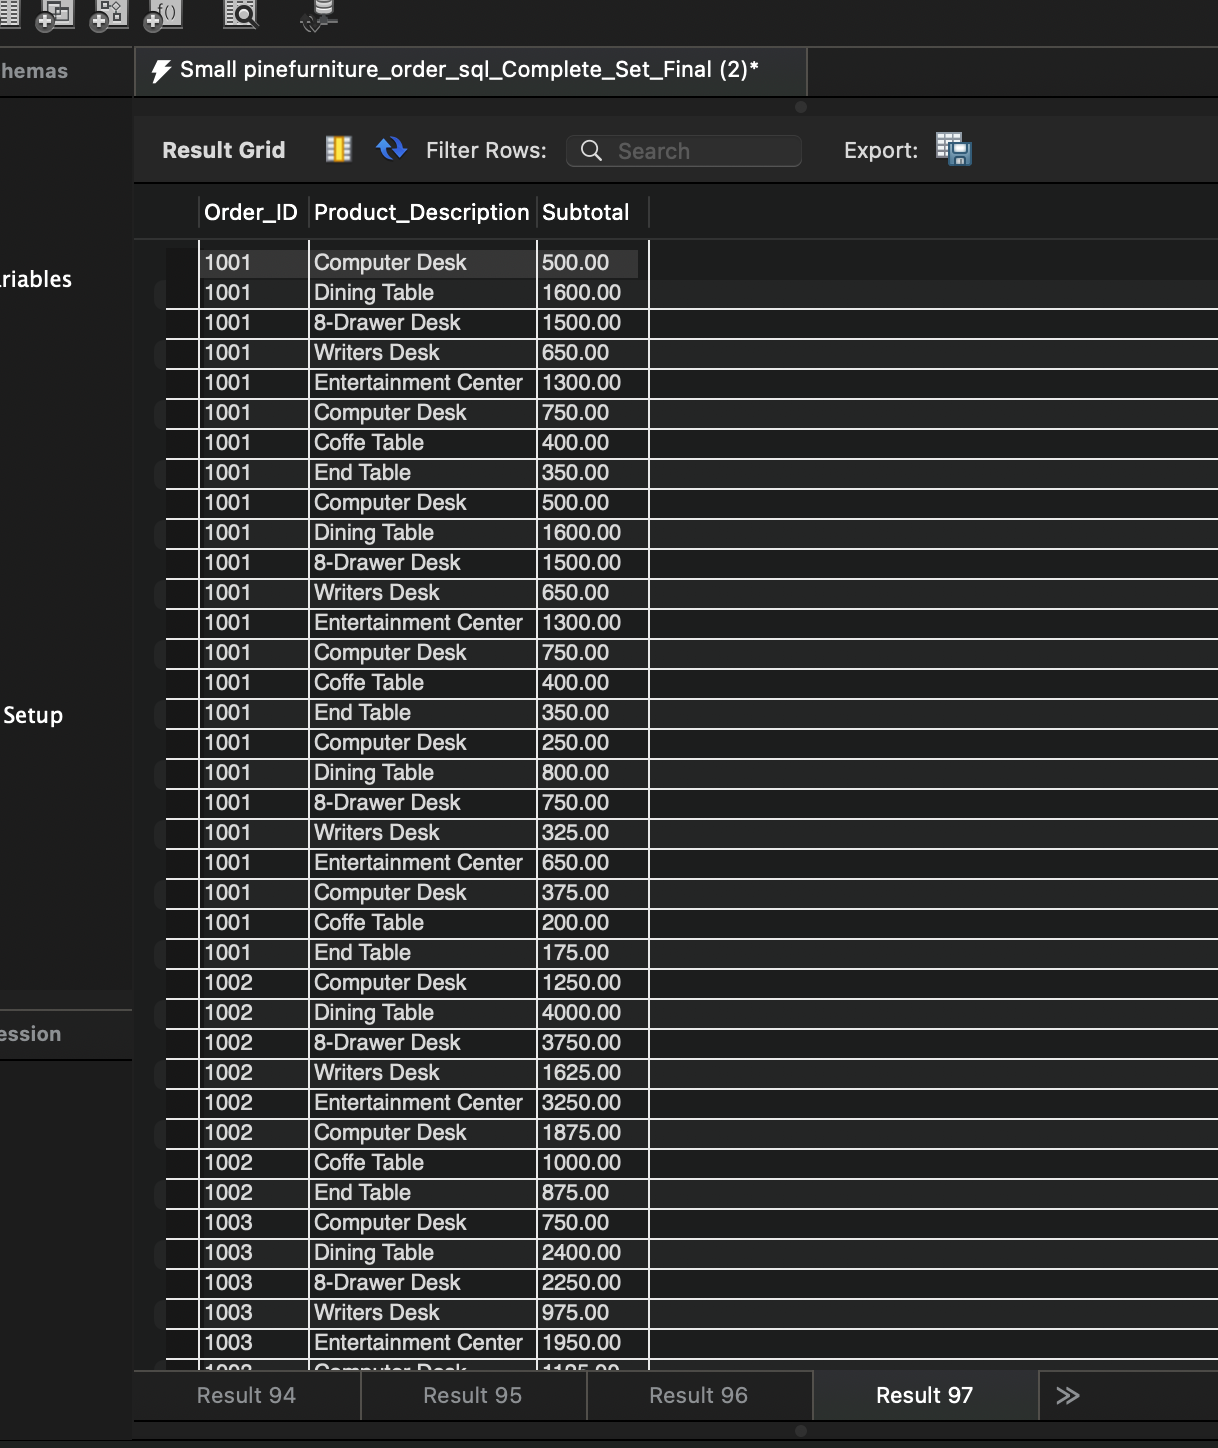 f()
hemas
Small pinefurniture_order_sql_Complete_Set_Final (2)*
Result Grid Filter Rows: Search Export:
Order_ID Product_Description Subtotal
1001 Computer Desk 500.00
riables
1001 Dining Table 1600.00
1001 8-Drawer Desk 1500.00
1001 Writers Desk 650.00
1001 Entertainment Center 1300.00
1001 Computer Desk 750.00
1001 Coffe Table 400.00
1001 End Table 350.00
1001 Computer Desk 500.00
1001 Dining Table 1600.00
1001 8-Drawer Desk 1500.00
1001 Writers Desk 650.00
1001 Entertainment Center 1300.00
1001 Computer Desk 750.00
1001 Coffe Table 400.00
Setup
1001 End Table 350.00
1001 Computer Desk 250.00
1001 Dining Table 800.00
1001 8-Drawer Desk 750.00
1001 Writers Desk 325.00
1001 Entertainment Center 650.00
1001 Computer Desk 375.00
1001 Coffe Table 200.00
1001 End Table 175.00
1002 Computer Desk 1250.00
1002 Dining Table 4000.00
ession
1002 8-Drawer Desk 3750.00
1002 Writers Desk 1625.00
1002 Entertainment Center 3250.00
1002 Computer Desk 1875.00
1002 Coffe Table 1000.00
1002 End Table 875.00
1003 Computer Desk 750.00
1003 Dining Table 2400.00
1003 8-Drawer Desk 2250.00
1003 Writers Desk 975.00
1003 Entertainment Center 1950.00
1003 Computer Desk 1125.00
Result 94 Result 95 Result 96 Result 97